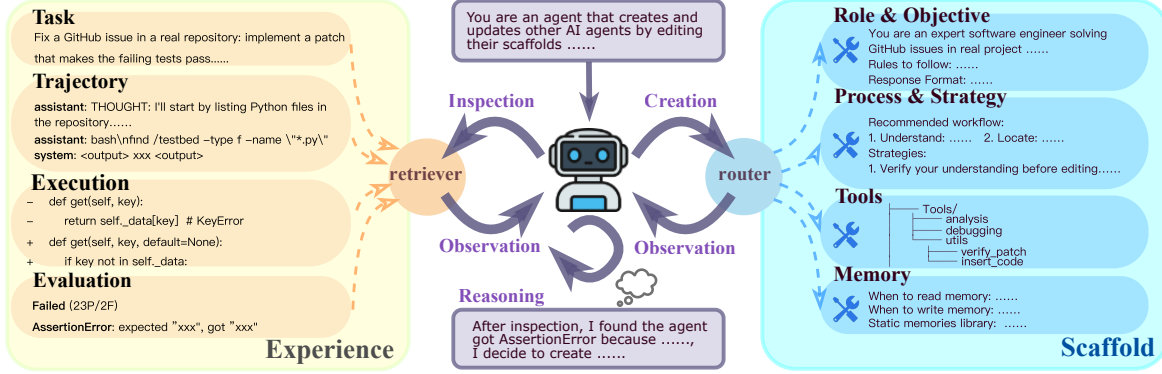 Task
Fix a GitHub issue in a real repository: implement a patch
that makes the failing tests pass......
Trajectory
assistant: THOUGHT: I'll start by listing Python files in
the repository......
assistant: bash\nfind /testbed -type f -name \"*.py\"
system: <output> xxx <output>
Execution
- def get(self, key):
- return self._data[key] # KeyError
+ def get(self, key, default=None):
+ if key not in self._data:
Evaluation
Failed (23P/2F)
AssertionError: expected "xxx", got "xxx"
Experience
retriever
You are an agent that creates and
updates other AI agents by editing
their scaffolds ......
Inspection
Creation
Observation
Observation
Reasoning
After inspection, I found the agent
got AssertionError because ......,
I decide to create ......
router
Role & Objective
You are an expert software engineer solving
GitHub issues in real project ......
Rules to follow: ......
Response Format: ......
Process & Strategy
Recommended workflow:
1. Understand: ...... 2. Locate: ......
Strategies:
1. Verify your understanding before editing......
Tools
Tools/
analysis
debugging
utils
verify_patch
insert_code
Memory
When to read memory: ......
When to write memory: ......
Static memories library: ......
Scaffold